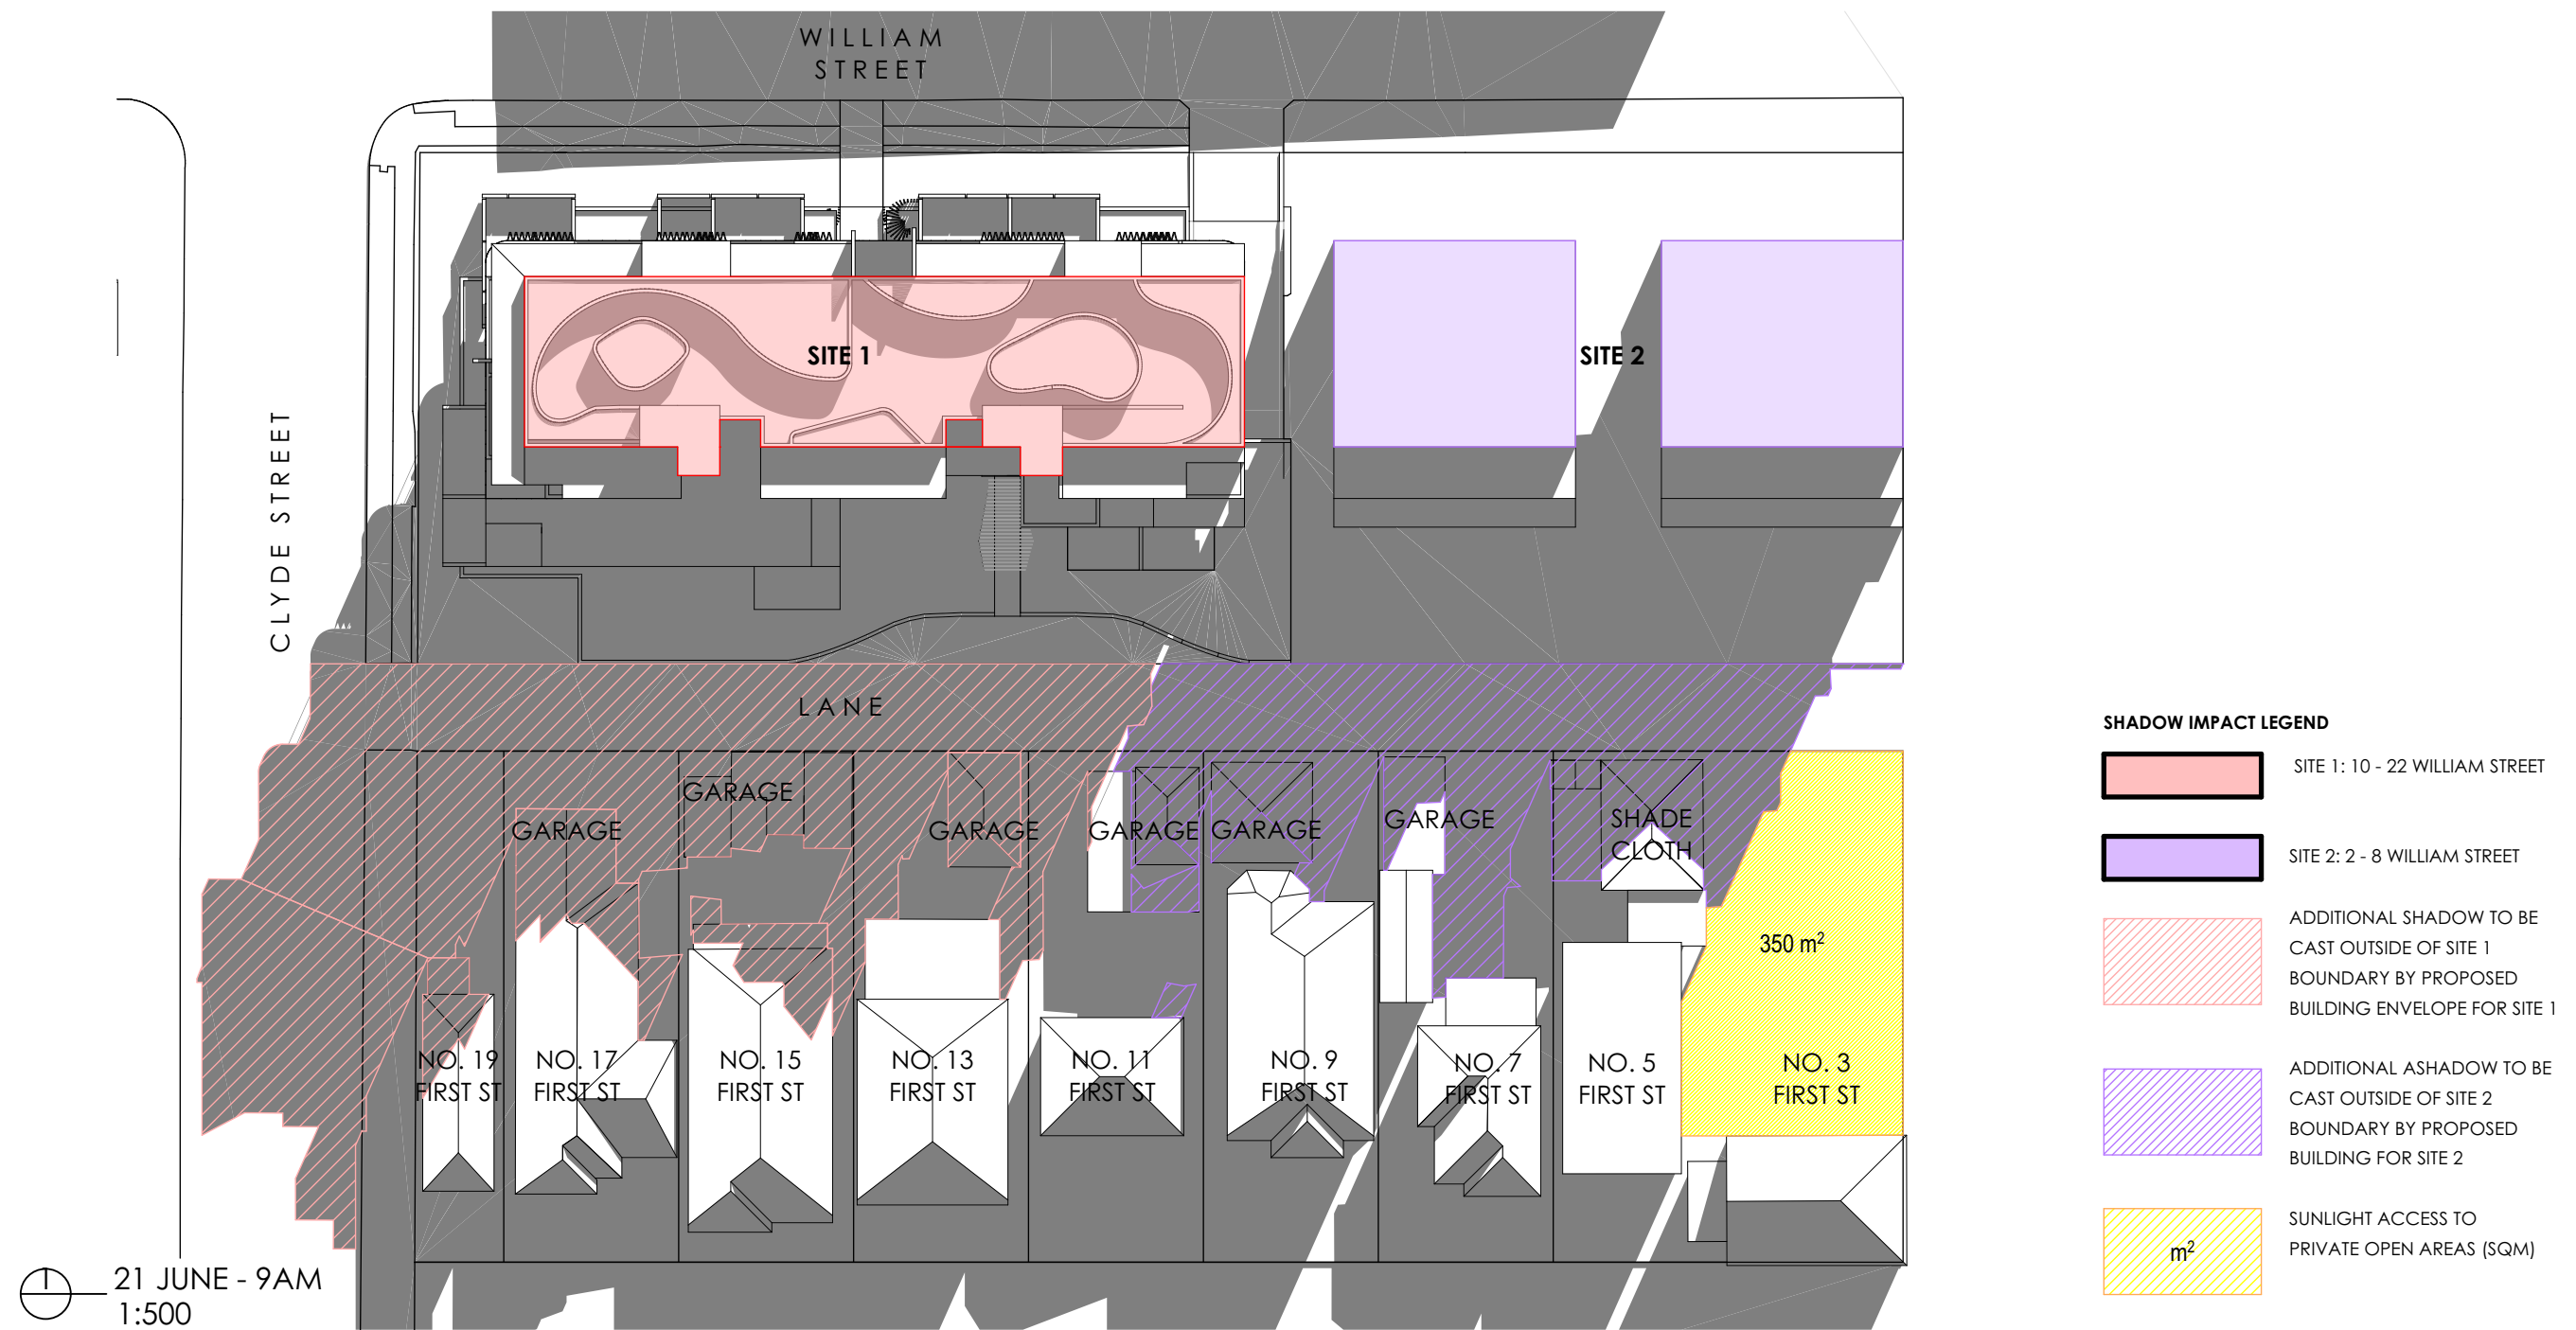 WILLIAM
STREET
SITE 1
SITE 2
CLYDE STREET
LANE
GARAGE
GARAGE
GARAGE
GARAGE
GARAGE
GARAGE
SHADE
CLOTH
350 m²
NO. 19
FIRST ST
NO. 17
FIRST ST
NO. 15
FIRST ST
NO. 13
FIRST ST
NO. 11
FIRST ST
NO. 9
FIRST ST
NO. 7
FIRST ST
NO. 5
FIRST ST
NO. 3
FIRST ST
1
21 JUNE - 9AM
1:500
SHADOW IMPACT LEGEND
SITE 1: 10 - 22 WILLIAM STREET
SITE 2: 2 - 8 WILLIAM STREET
ADDITIONAL SHADOW TO BE
CAST OUTSIDE OF SITE 1
BOUNDARY BY PROPOSED
BUILDING ENVELOPE FOR SITE 1
ADDITIONAL ASHADOW TO BE
CAST OUTSIDE OF SITE 2
BOUNDARY BY PROPOSED
BUILDING FOR SITE 2
m²
SUNLIGHT ACCESS TO
PRIVATE OPEN AREAS (SQM)